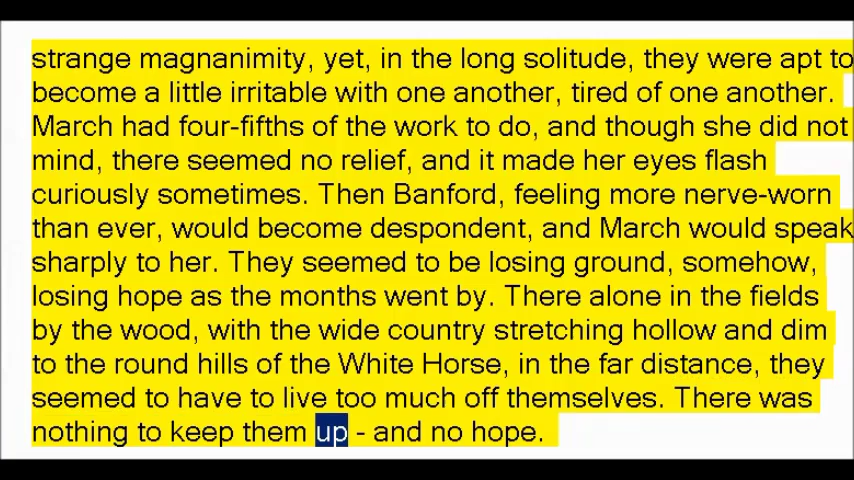 strange magnanimity, yet, in the long solitude, they were apt to
become a little irritable with one another, tired of one another.
March had four-fifths of the work to do, and though she did not
mind, there seemed no relief, and it made her eyes flash
curiously sometimes. Then Banford, feeling more nerve-worn
than ever, would become despondent, and March would speak
sharply to her. They seemed to be losing ground, somehow,
losing hope as the months went by. There alone in the fields
by the wood, with the wide country stretching hollow and dim
to the round hills of the White Horse, in the far distance, they
seemed to have to live too much off themselves. There was
nothing to keep them up - and no hope.